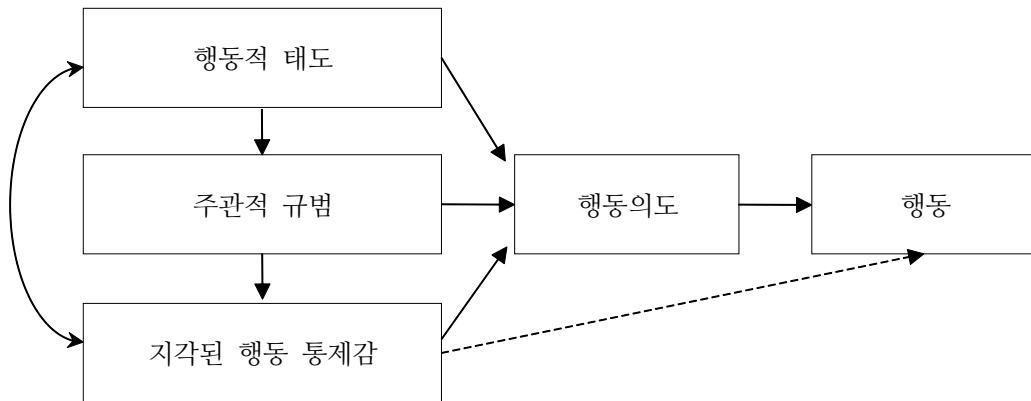 행동적 태도
주관적 규범
행동의도
행동
지각된 행동 통제감